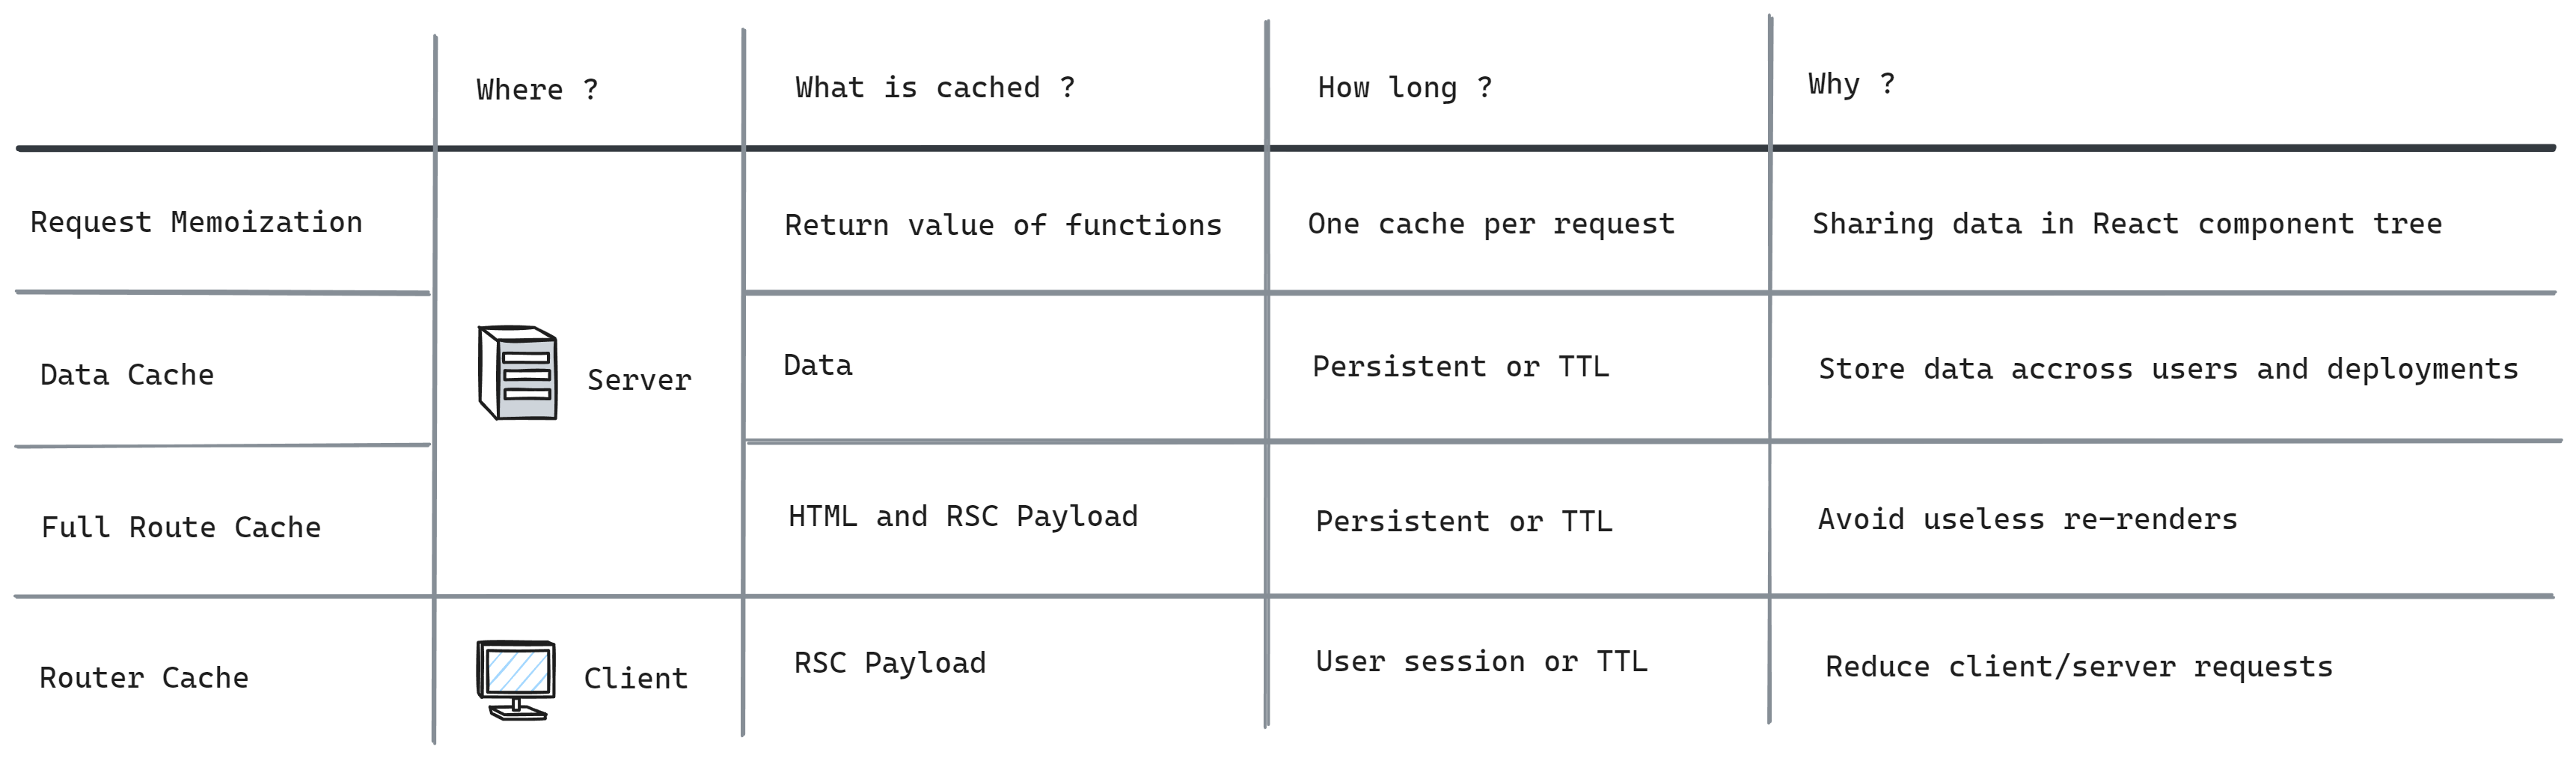 Where ?
What is cached ?
How long ?
Why ?
Request Memoization
Return value of functions
One cache per request
Sharing data in React component tree
Data Cache
Server
Data
Persistent or TTL
Store data accross users and deployments
Full Route Cache
HTML and RSC Payload
Persistent or TTL
Avoid useless re-renders
Router Cache
Client
RSC Payload
User session or TTL
Reduce client/server requests